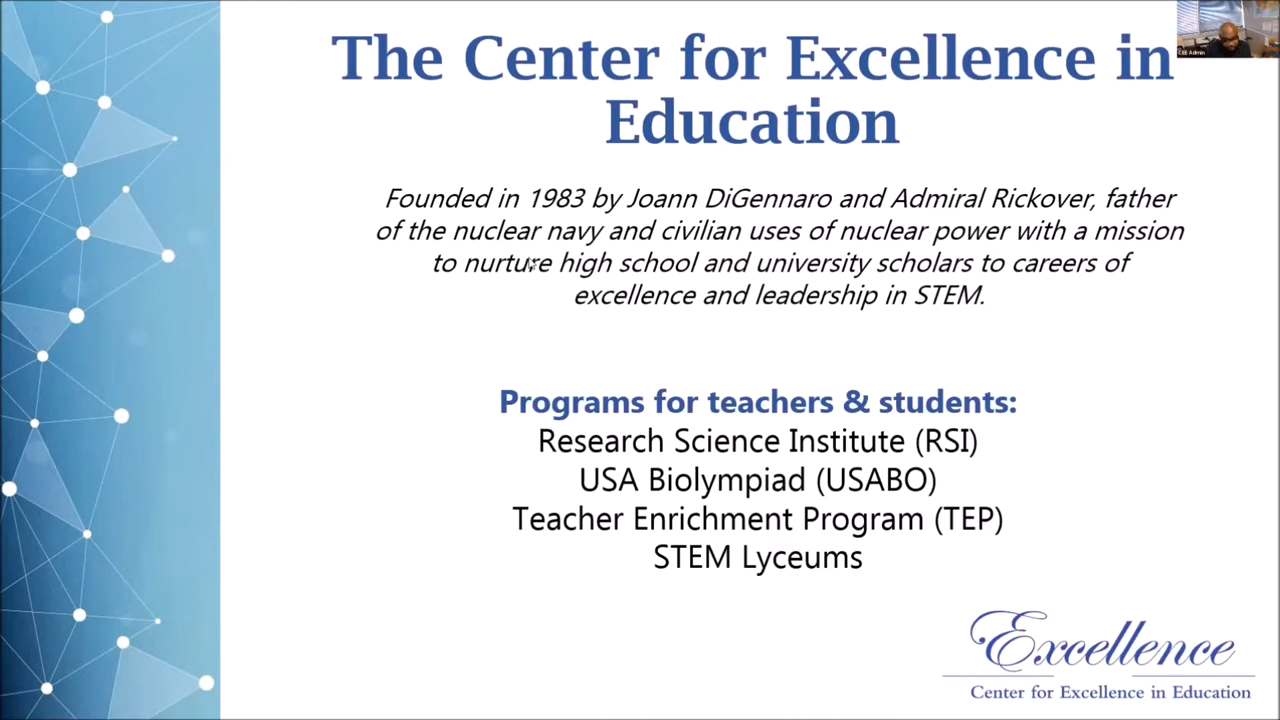 The Center for Excellence in
Education
Founded in 1983 by Joann DiGennaro and Admiral Rickover, father
of the nuclear navy and civilian uses of nuclear power with a mission
to nurture high school and university scholars to careers of
excellence and leadership in STEM.
Programs for teachers & students:
Research Science Institute (RSI)
USA Biolympiad (USABO)
Teacher Enrichment Program (TEP)
STEM Lyceums
Excellence
Center for Excellence in Education
CEE Admin